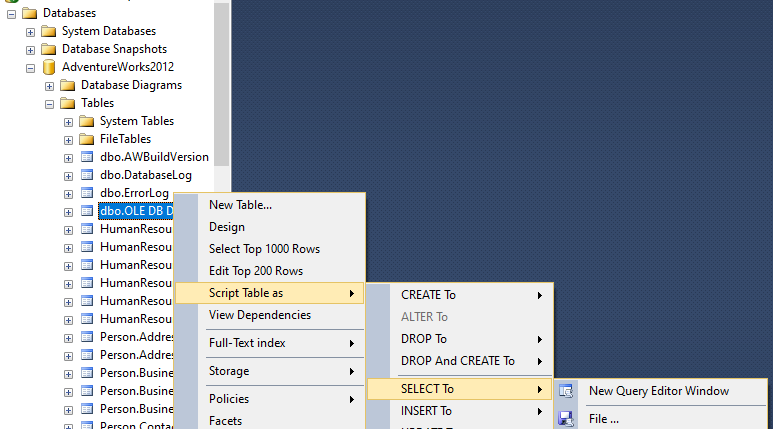 Databases
System Databases
Database Snapshots
AdventureWorks2012
Database Diagrams
Tables
System Tables
FileTables
dbo.AWBuildVersion
dbo.DatabaseLog
dbo.ErrorLog
dbo.OLE DB D
HumanResou
HumanResou
HumanResou
HumanResou
HumanResou
HumanResou
Person.Addre
Person.Addre
Person.Busine
Person.Busine
Person.Busine
New Table...
Design
Select Top 1000 Rows
Edit Top 200 Rows
Script Table as
View Dependencies
Full-Text index
Storage
Policies
Facets
CREATE To
ALTER To
DROP To
DROP And CREATE To
SELECT To
INSERT To
New Query Editor Window
File ...